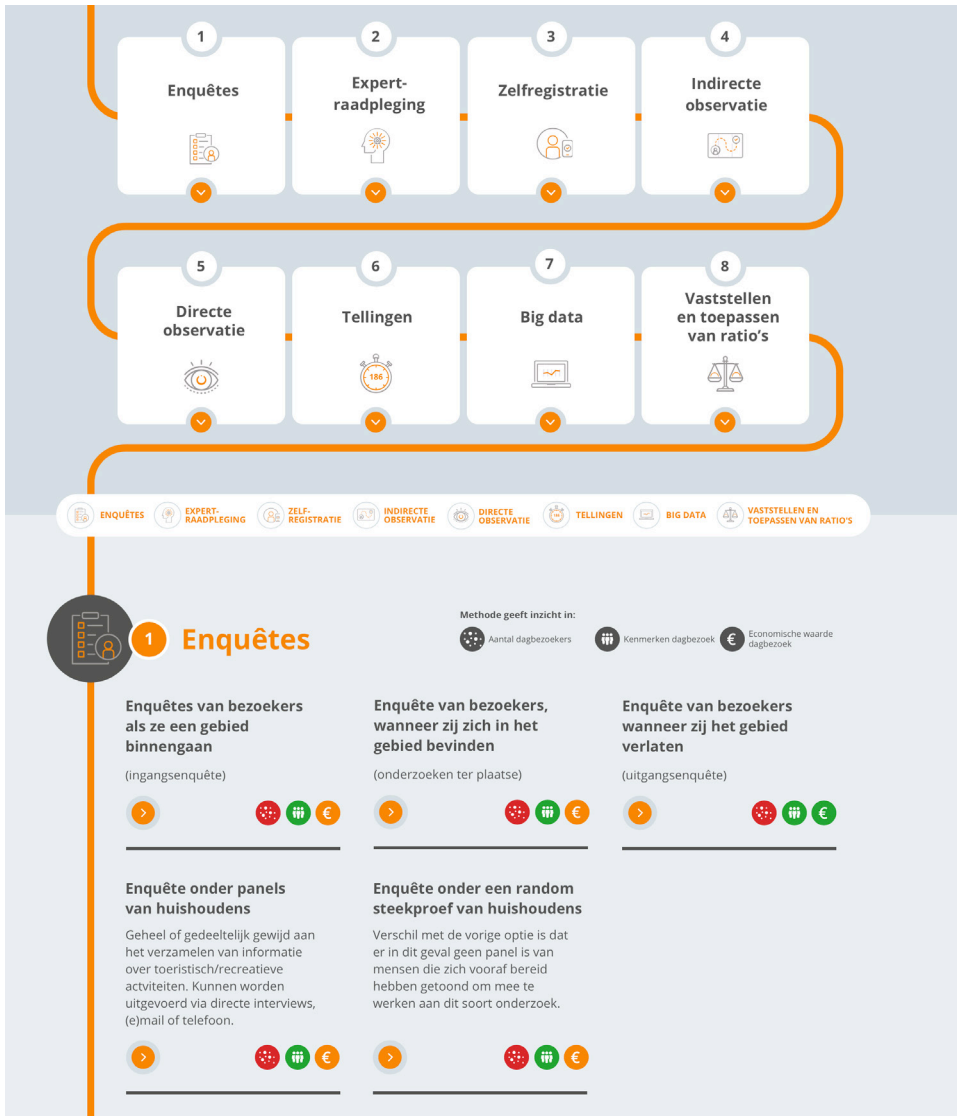 1
Enquêtes
2
Expert-
raadpleging
3
Zelfregistratie
4
Indirecte
observatie
5
Directe
observatie
6
Tellingen
186
7
Big data
8
Vaststellen
en toepassen
van ratio's
ENQUÊTES
EXPERT-
RAADPLEGING
ZELF-
REGISTRATIE
INDIRECTE
OBSERVATIE
DIRECTE
OBSERVATIE
TELLINGEN
BIG DATA
VASTSTELLEN EN
TOEPASSEN VAN RATIO'S
1
Enquêtes
Methode geeft inzicht in:
Aantal dagbezoekers
Kenmerken dagbezoek
€
Economische waarde
dagbezoek
Enquêtes van bezoekers
als ze een gebied
binnengaan
(ingangsenquête)
€
Enquête van bezoekers,
wanneer zij zich in het
gebied bevinden
(onderzoeken ter plaatse)
€
Enquête van bezoekers
wanneer zij het gebied
verlaten
(uitgangsenquête)
€
Enquête onder panels
van huishoudens
Geheel of gedeeltelijk gewijd aan
het verzamelen van informatie
over toeristisch/recreatieve
actviteiten. Kunnen worden
uitgevoerd via directe interviews,
(e)mail of telefoon.
€
Enquête onder een random
steekproef van huishoudens
Verschil met de vorige optie is dat
er in dit geval geen panel is van
mensen die zich vooraf bereid
hebben getoond om mee te
werken aan dit soort onderzoek.
€